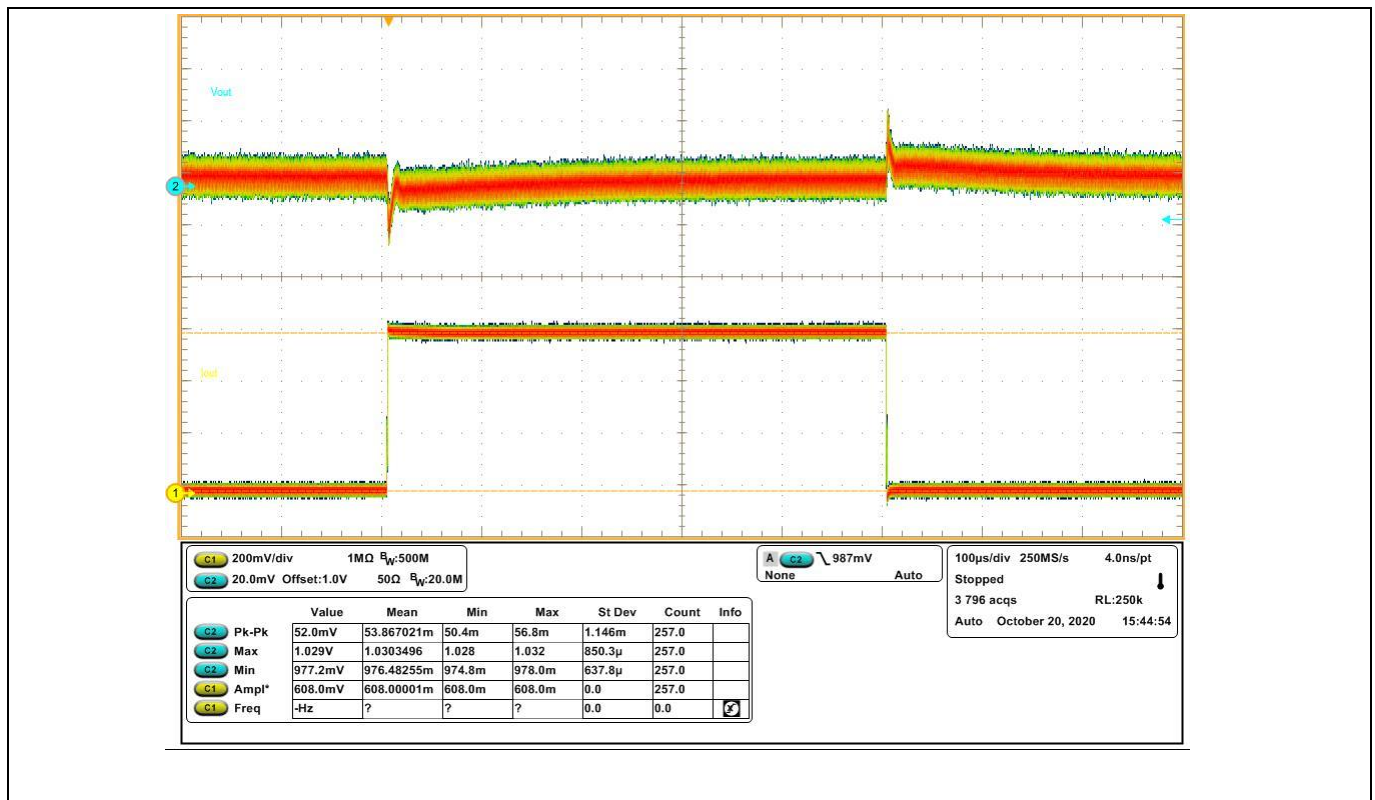 Vout
2
Iout
1
C1 200mV/div 1MΩ BW:500M
C2 20.0mV Offset:1.0V 50Ω BW:20.0M
A C2 987mV
None Auto
100µs/div 250MS/s 4.0ns/pt
Stopped
3 796 acqs RL:250k
Auto October 20, 2020 15:44:54
Value Mean Min Max St Dev Count Info
C2 Pk-Pk 52.0mV 53.867021m 50.4m 56.8m 1.146m 257.0
C2 Max 1.029V 1.0303496 1.028 1.032 850.3µ 257.0
C2 Min 977.2mV 976.48255m 974.8m 978.0m 637.8µ 257.0
C1 Ampl* 608.0mV 608.00001m 608.0m 608.0m 0.0 257.0
C1 Freq -Hz ? ? ? 0.0 0.0